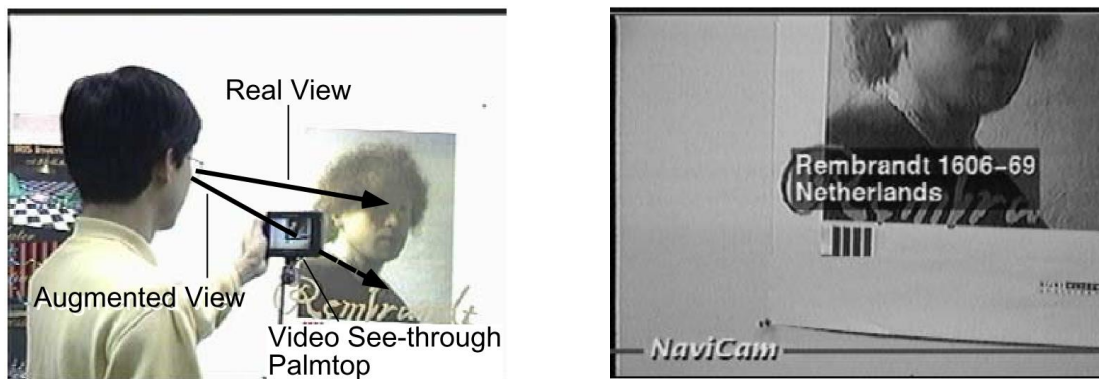 Real View
Augmented View
Rembrandt
Video See-through
Palmtop
Rembrandt 1606-69
Netherlands
NaviCam